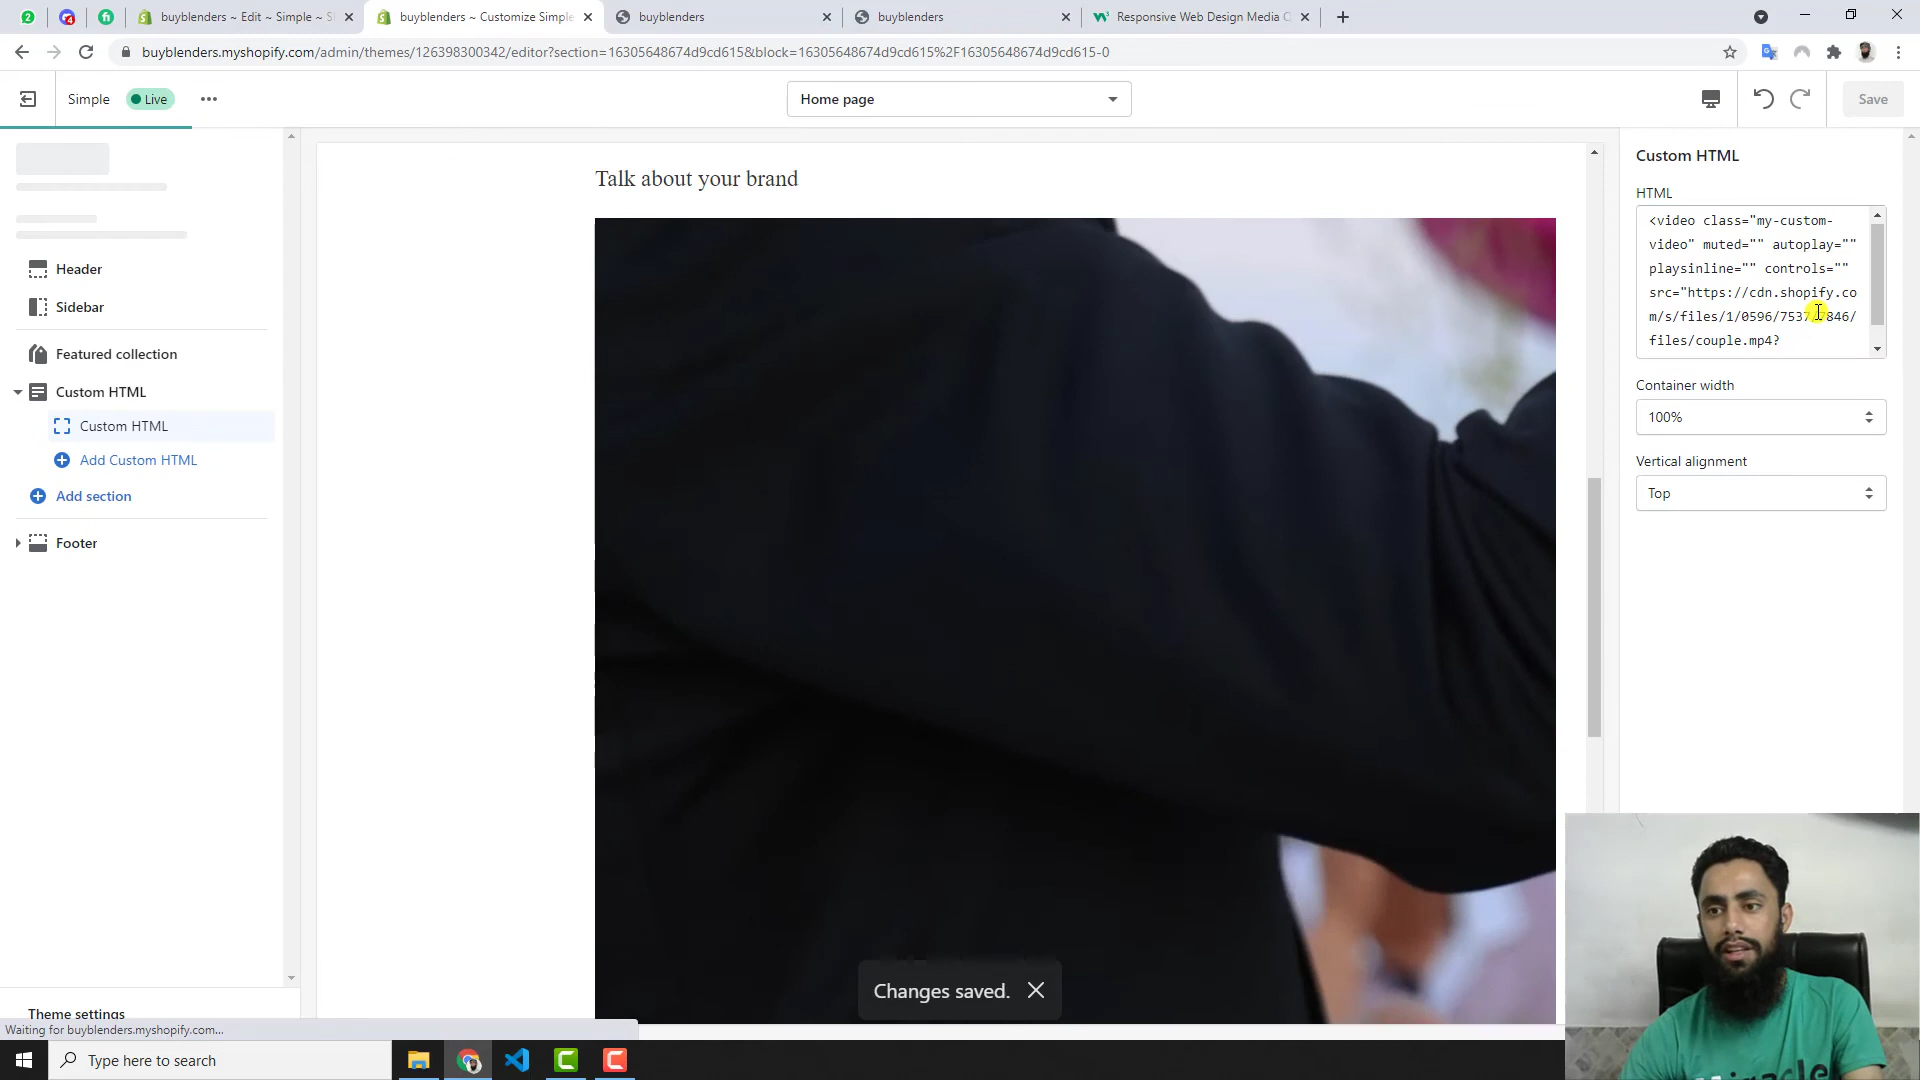 buyblenders ~ Edit ~ Simple ~ S
buyblenders ~ Customize Simple
buyblenders
buyblenders
Responsive Web Design Media Q
buyblenders.myshopify.com/admin/themes/126398300342/editor?section=16305648674d9cd615&block=16305648674d9cd615%2F16305648674d9cd615-0
Simple
Live
Home page
Save
Header
Sidebar
Featured collection
Custom HTML
Custom HTML
Add Custom HTML
Add section
Footer
Theme settings
Talk about your brand
Changes saved.
Custom HTML
HTML
<video class="my-custom-
video" muted="" autoplay=""
playsinline="" controls=""
src="https://cdn.shopify.co
m/s/files/1/0596/7537/7846/
files/couple.mp4?
Container width
100%
Vertical alignment
Top
Waiting for buyblenders.myshopify.com...
Type here to search